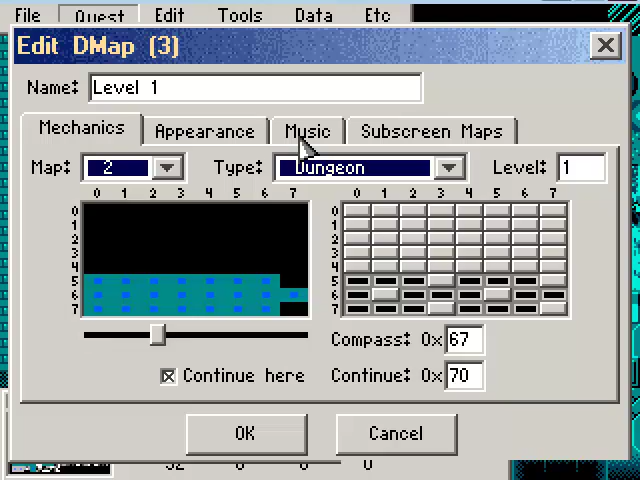 File Quest Edit Tools Data Etc
Edit DMap (3)
Name: Level 1
Mechanics Appearance Music Subscreen Maps
Map: 2 Type: Dungeon Level: 1
0 1 2 3 4 5 6 7 0 1 2 3 4 5 6 7
0 0
1 1
2 2
3 3
4 4
5 5
6 6
7 7
Compass: 0x 67
Continue here Continue: 0x 70
OK Cancel